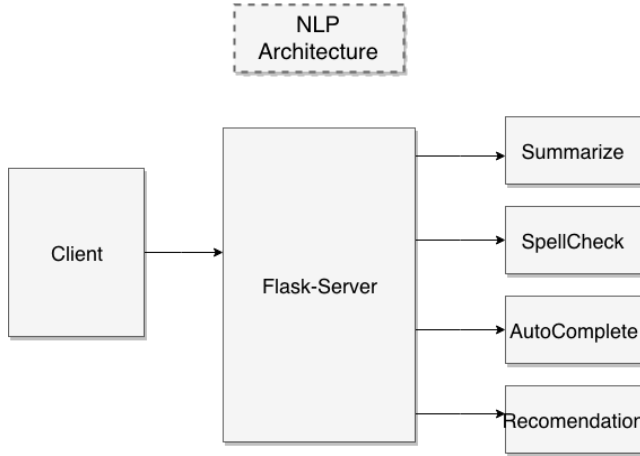 NLP
Architecture
Client
Flask-Server
Summarize
SpellCheck
AutoComplete
Recomendation